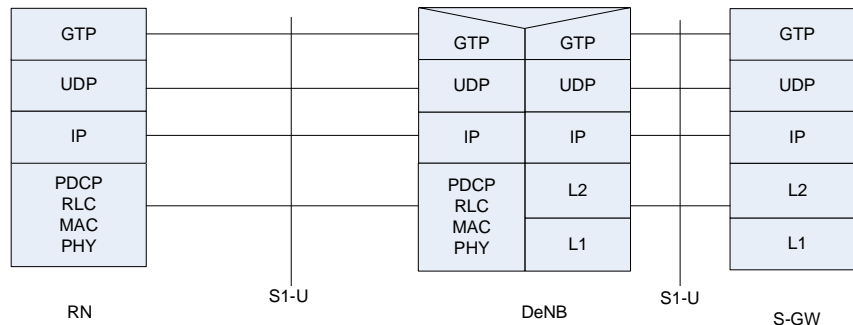 GTP
UDP
IP
PDCP
RLC
MAC
PHY
RN
S1-U
GTP
UDP
IP
PDCP
RLC
MAC
PHY
GTP
UDP
IP
L2
L1
DeNB
S1-U
GTP
UDP
IP
L2
L1
S-GW